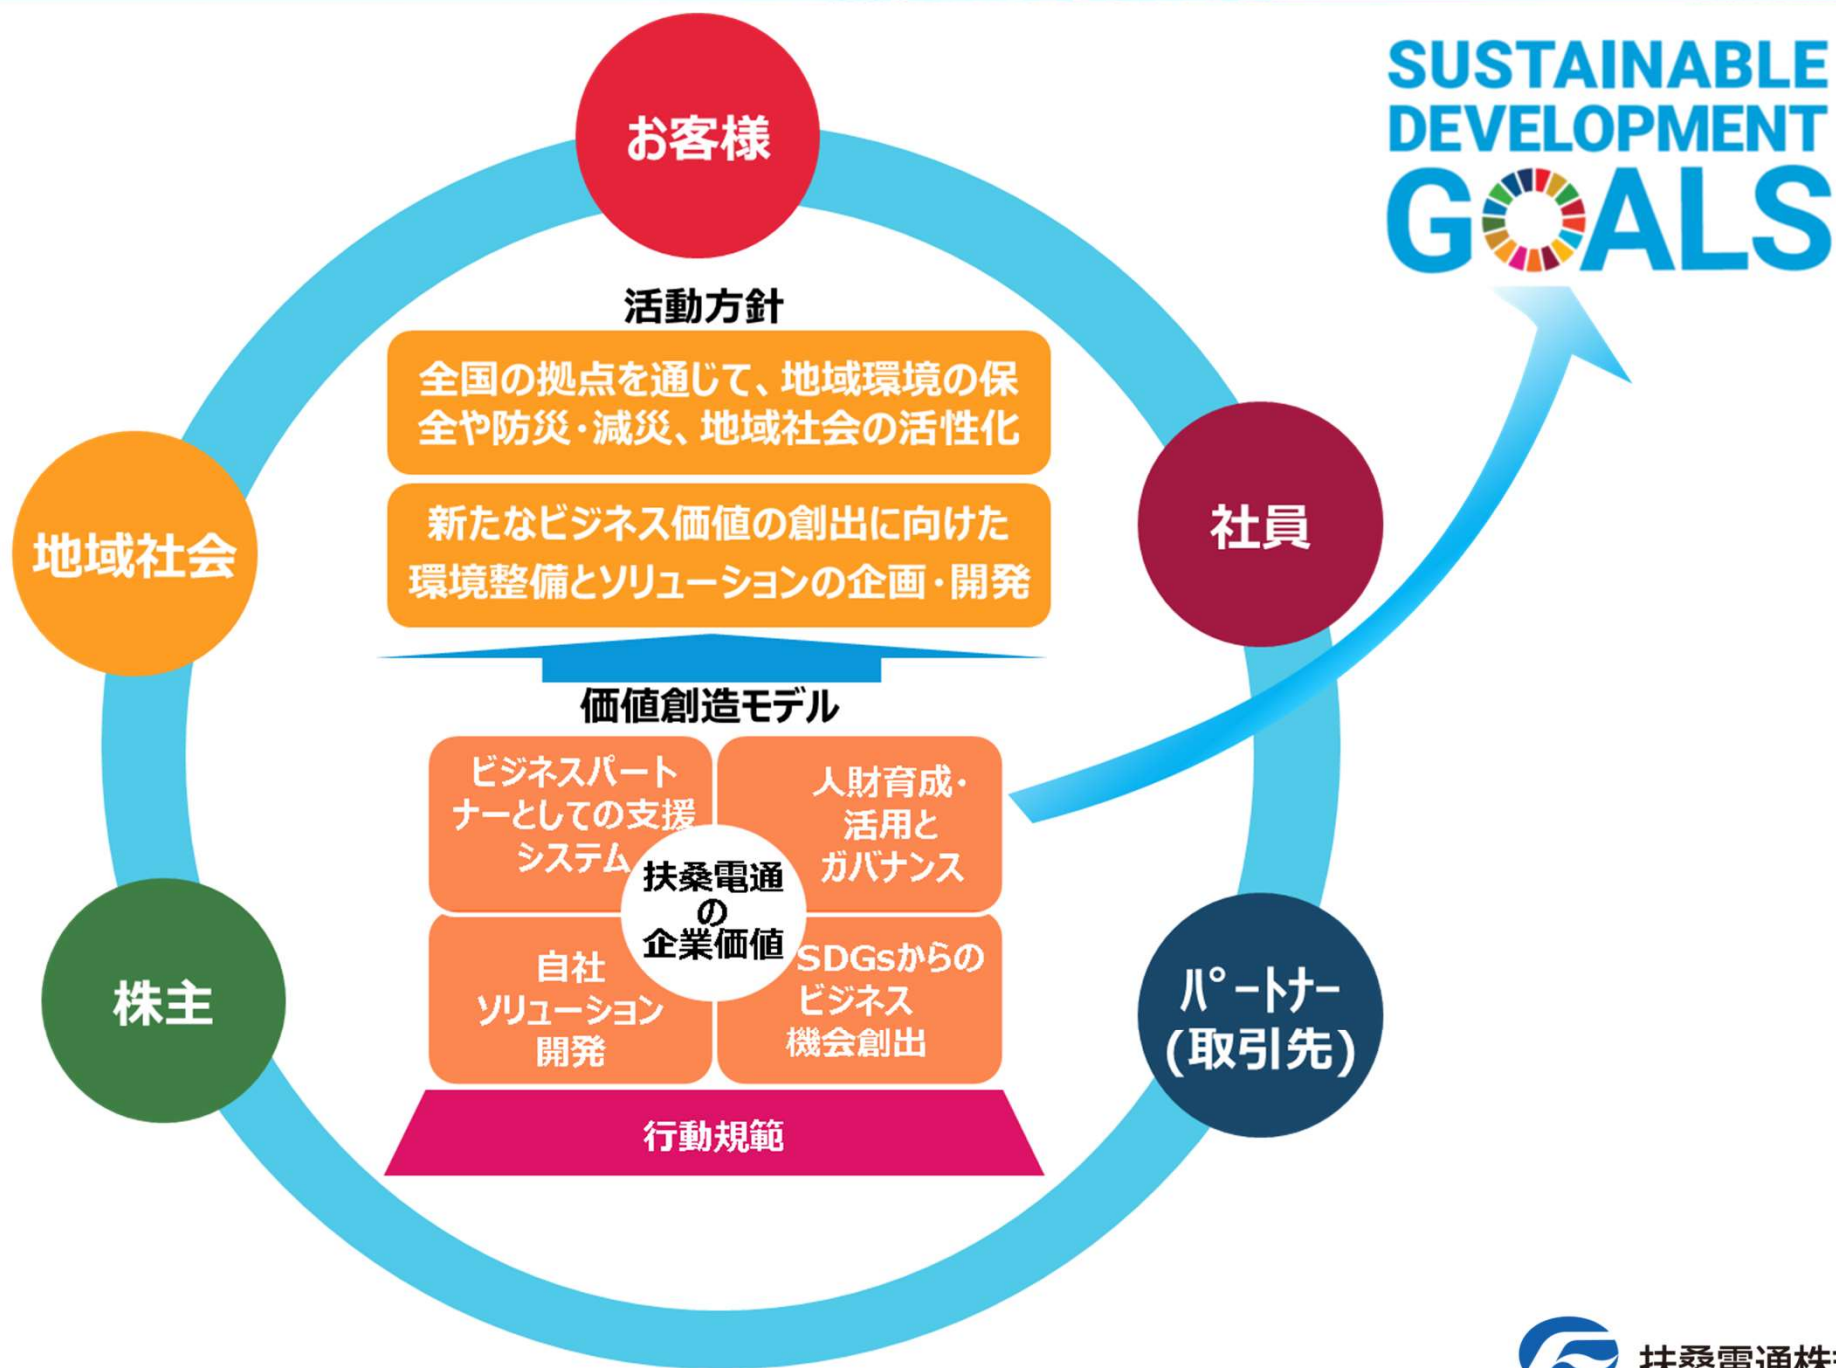 SUSTAINABLE
DEVELOPMENT
GOALS
お客様
活動方針
全国の拠点を通じて、地域環境の保
全や防災・減災、地域社会の活性化
新たなビジネス価値の創出に向けた
環境整備とソリューションの企画・開発
地域社会
社員
価値創造モデル
ビジネスパート
ナーとしての支援
システム
人財育成・
活用と
ガバナンス
扶桑電通
の
企業価値
自社
ソリューション
開発
SDGsからの
ビジネス
機会創出
株主
パートナー
(取引先)
行動規範
扶桑電通株